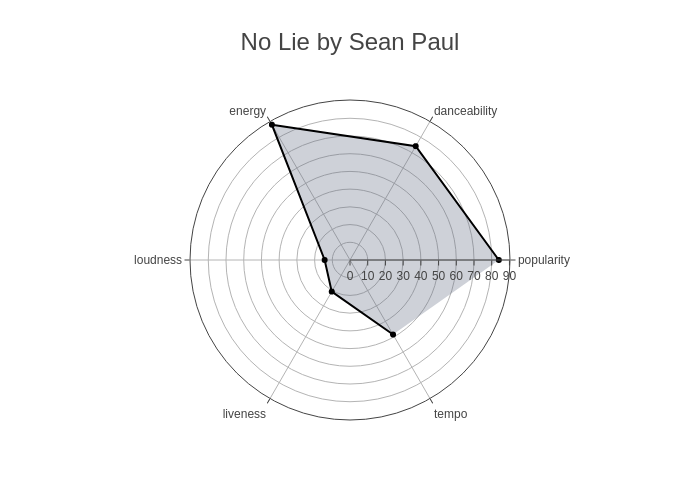 No Lie by Sean Paul
energy
danceability
loudness
popularity
0 10 20 30 40 50 60 70 80 90
liveness
tempo